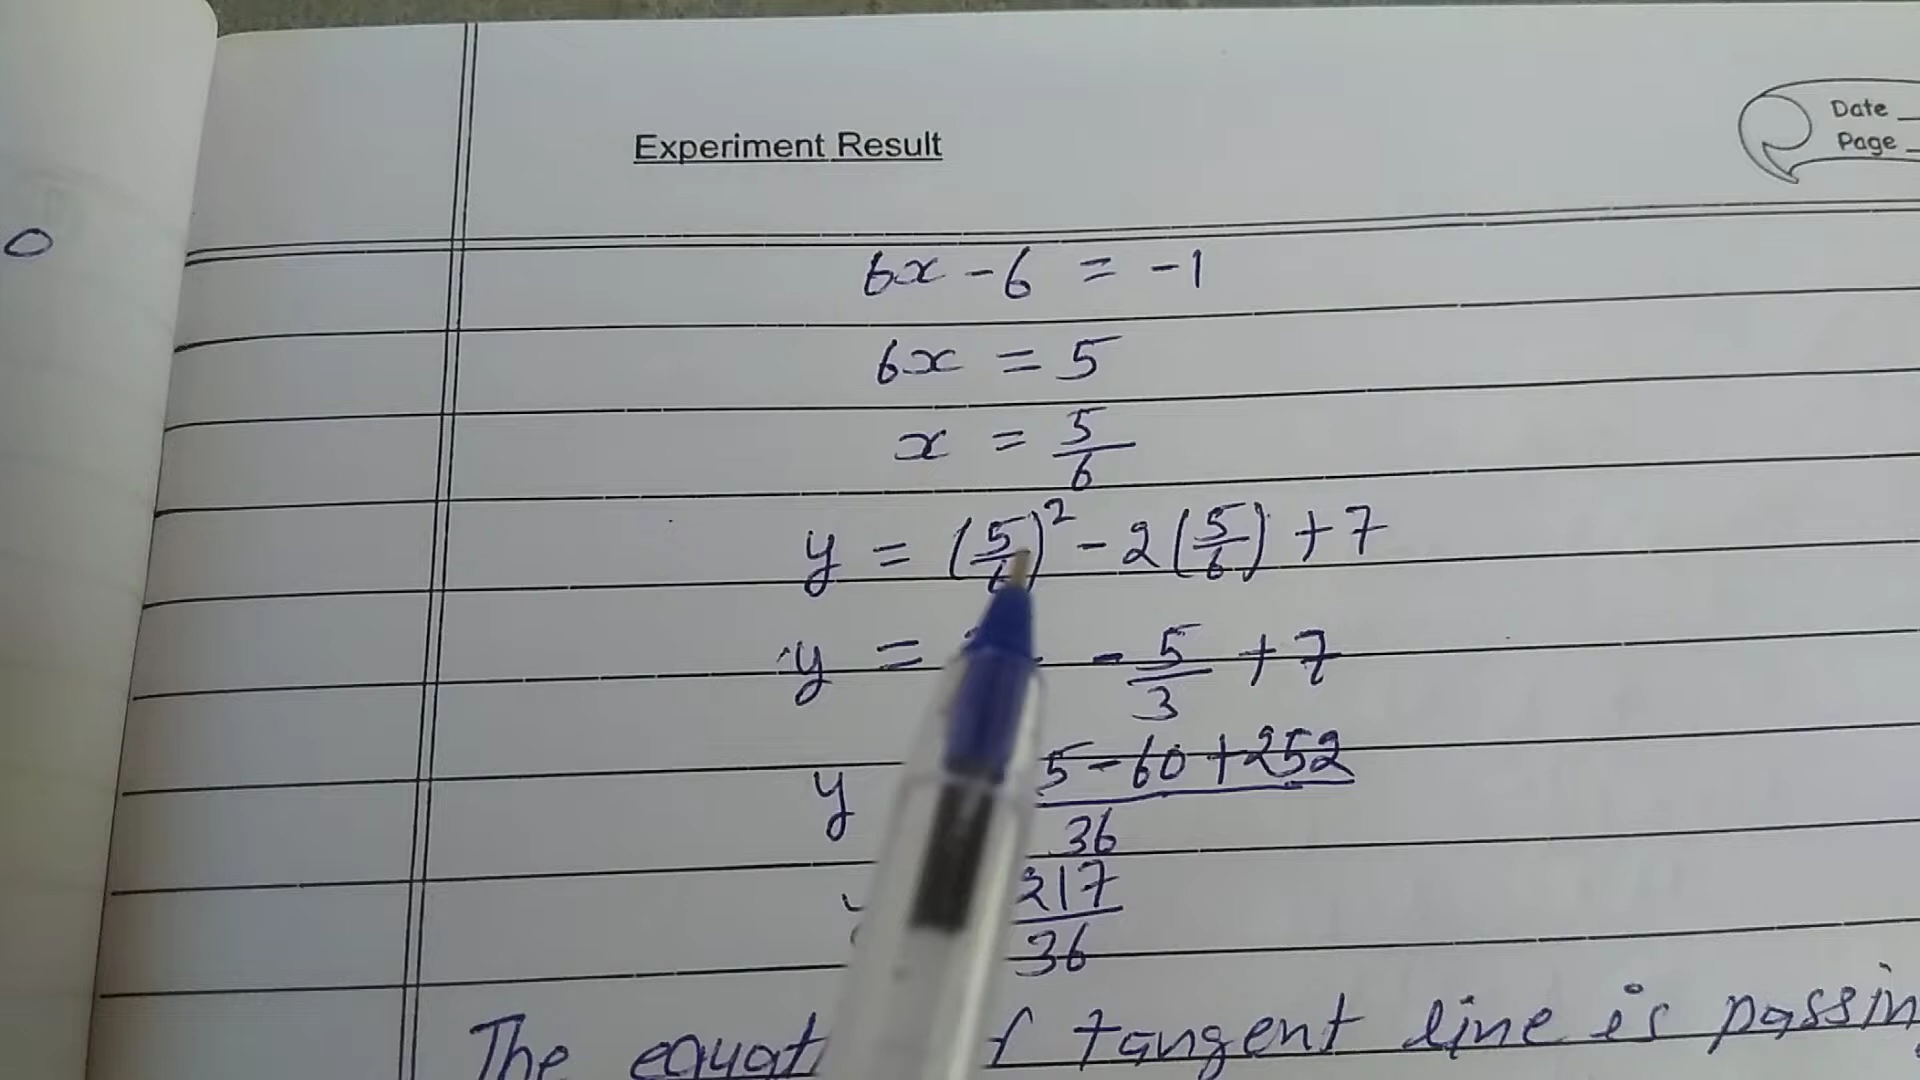 Date
Experiment Result
Page
6x - 6 = -1
6x = 5
x = 5/6
y = (5/6)² - 2(5/6) + 7
y = - 5/3 + 7
y 5 - 60 + 252 / 36
217/36
The tangent line is